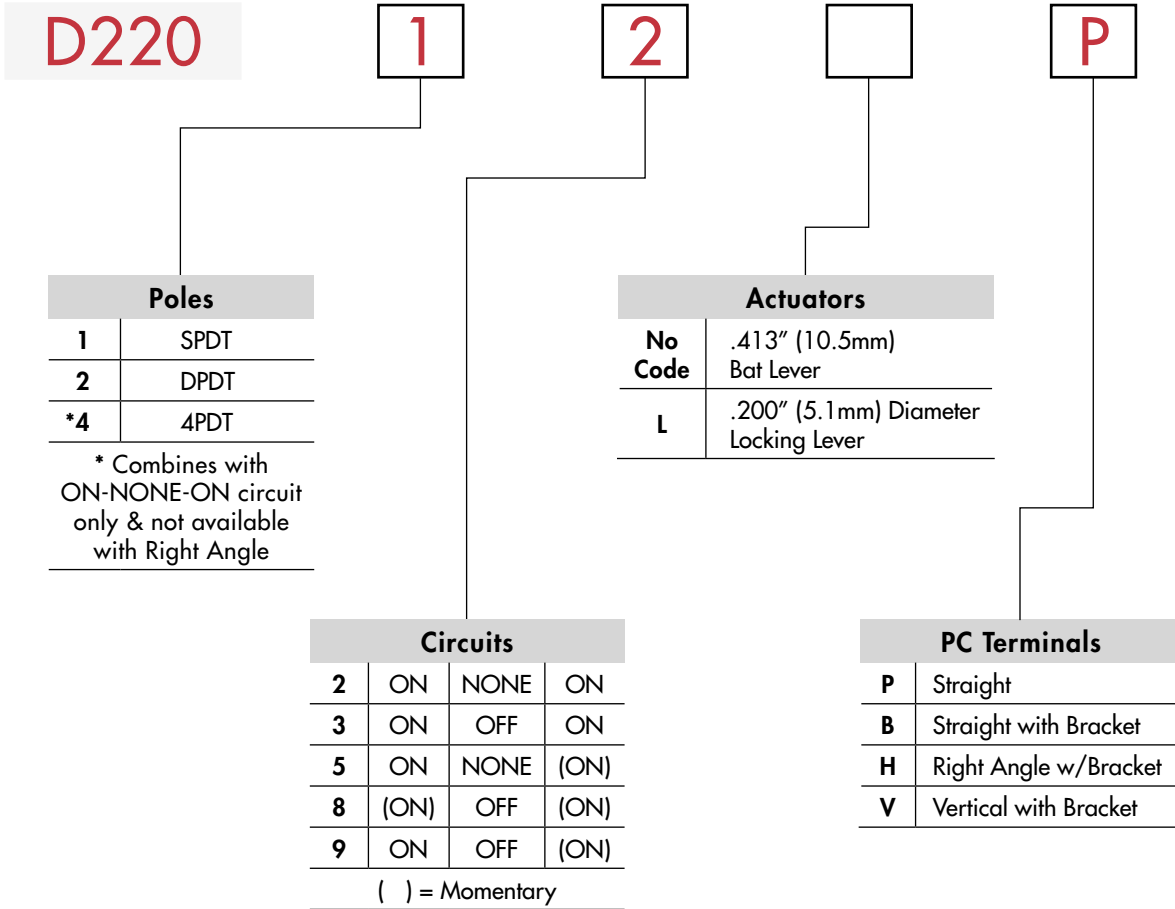 D220 1 2 P
Poles
1 SPDT
2 DPDT
*4 4PDT
* Combines with
ON-NONE-ON circuit
only & not available
with Right Angle
Actuators
No
Code
.413" (10.5mm)
Bat Lever
L
.200" (5.1mm) Diameter
Locking Lever
Circuits
2 ON NONE ON
3 ON OFF ON
5 ON NONE (ON)
8 (ON) OFF (ON)
9 ON OFF (ON)
( ) = Momentary
PC Terminals
P Straight
B Straight with Bracket
H Right Angle w/Bracket
V Vertical with Bracket